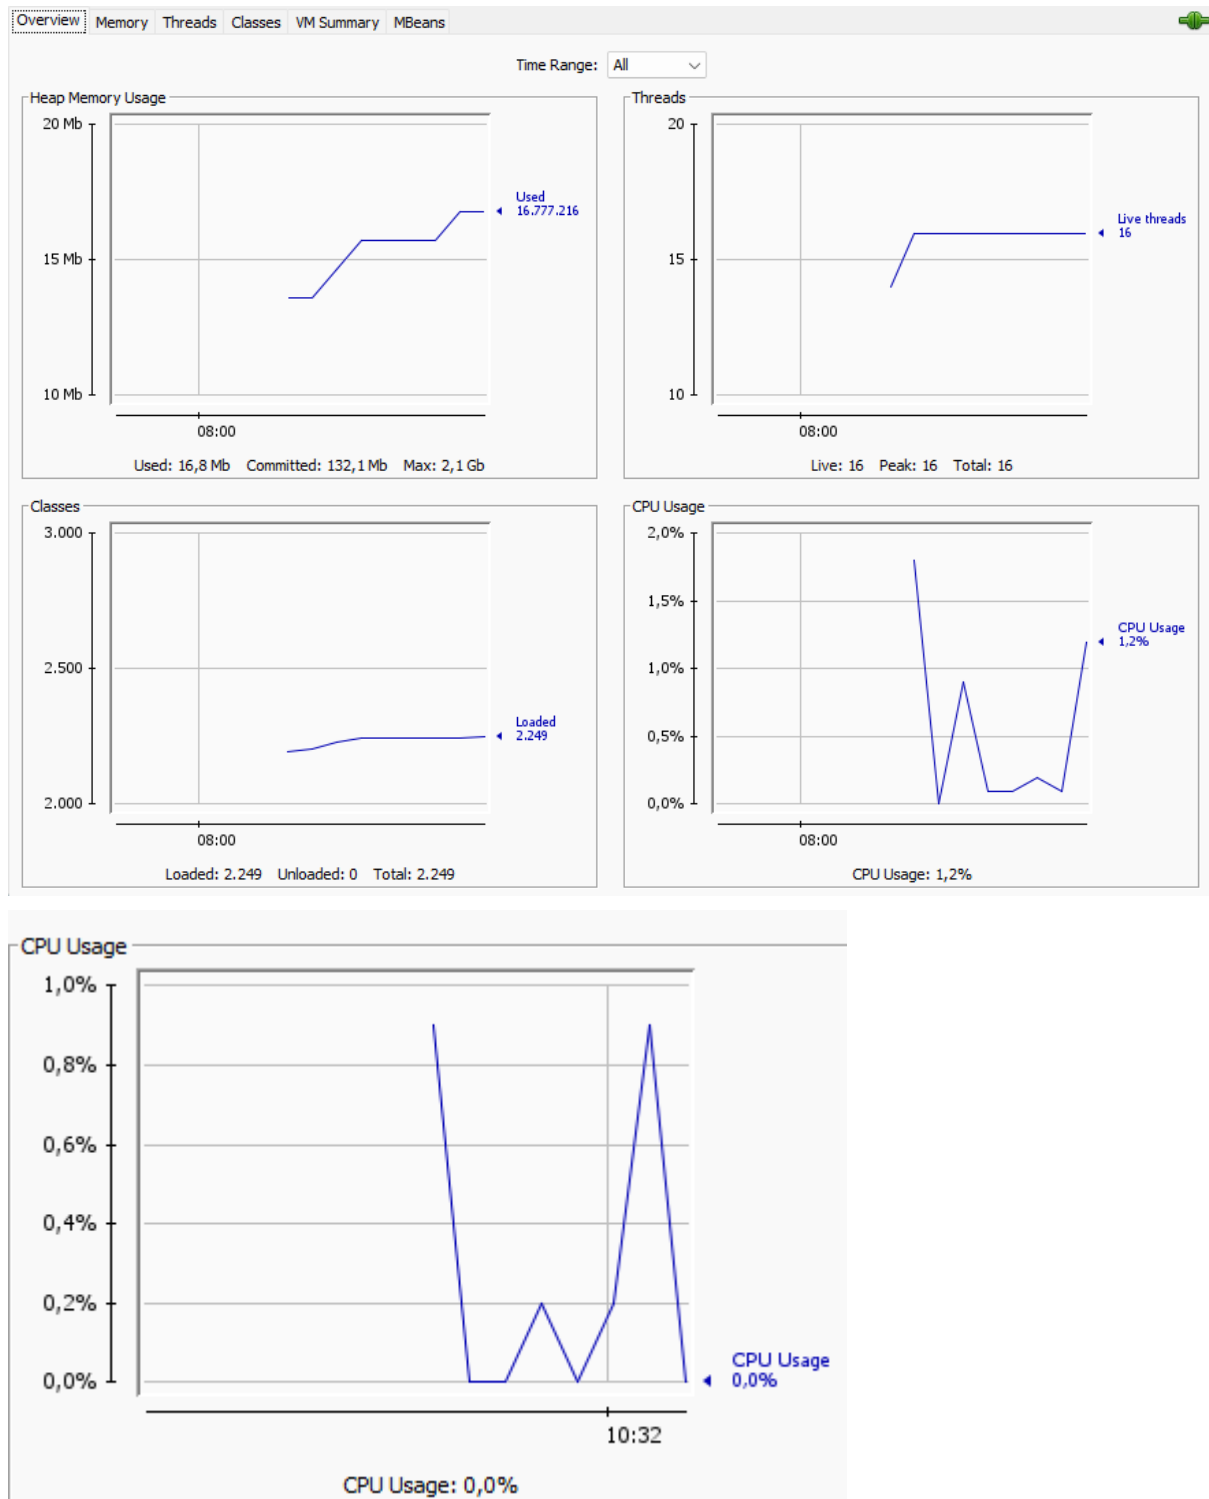 Overview Memory Threads Classes VM Summary MBeans
Time Range: All
Heap Memory Usage
20 Mb
15 Mb
10 Mb
08:00
Used
16.777.216
Used: 16,8 Mb Committed: 132,1 Mb Max: 2,1 Gb
Threads
20
15
10
08:00
Live threads
16
Live: 16 Peak: 16 Total: 16
Classes
3.000
2.500
2.000
08:00
Loaded
2.249
Loaded: 2.249 Unloaded: 0 Total: 2.249
CPU Usage
2,0%
1,5%
1,0%
0,5%
0,0%
08:00
CPU Usage
1,2%
CPU Usage: 1,2%
CPU Usage
1,0%
0,8%
0,6%
0,4%
0,2%
0,0%
10:32
CPU Usage
0,0%
CPU Usage: 0,0%